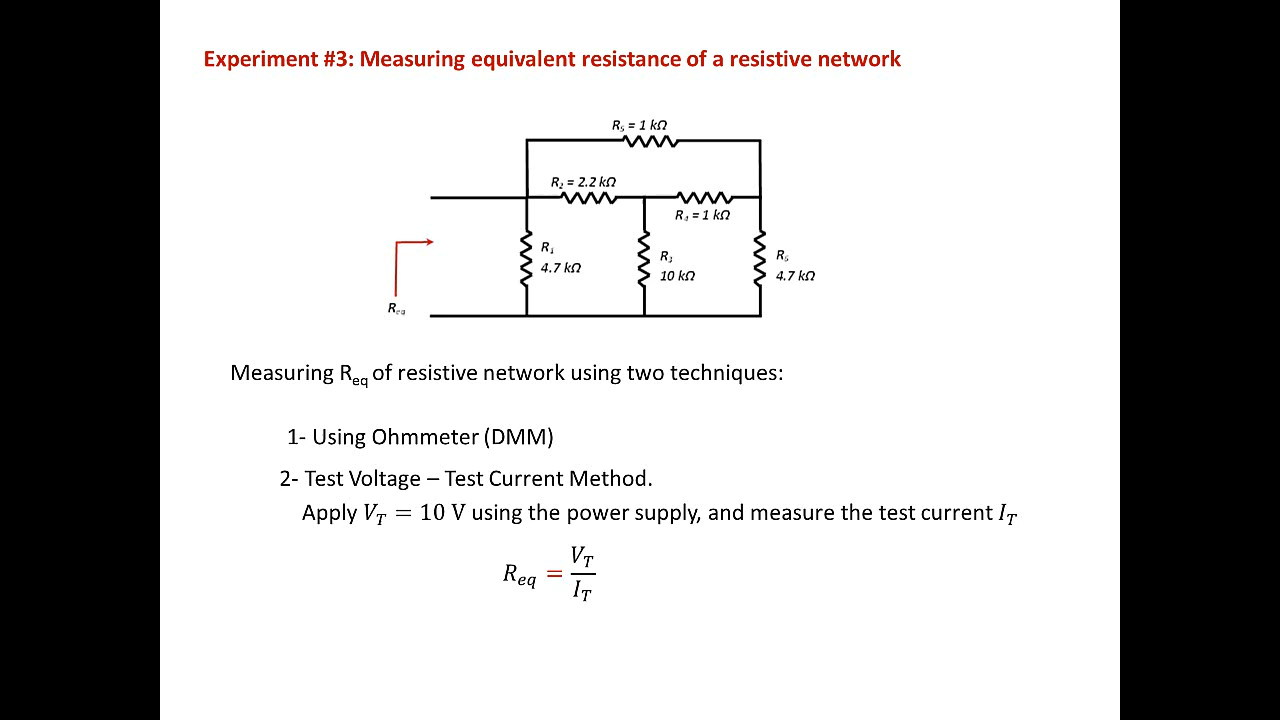 Experiment #3: Measuring equivalent resistance of a resistive network
R₅ = 1 kΩ
R₂ = 2.2 kΩ
R₄ = 1 kΩ
R₁
4.7 kΩ
R₃
10 kΩ
R₆
4.7 kΩ
Req
Measuring Req of resistive network using two techniques:
1- Using Ohmmeter (DMM)
2- Test Voltage – Test Current Method.
Apply V_T = 10 V using the power supply, and measure the test current I_T
R_eq = V_T / I_T